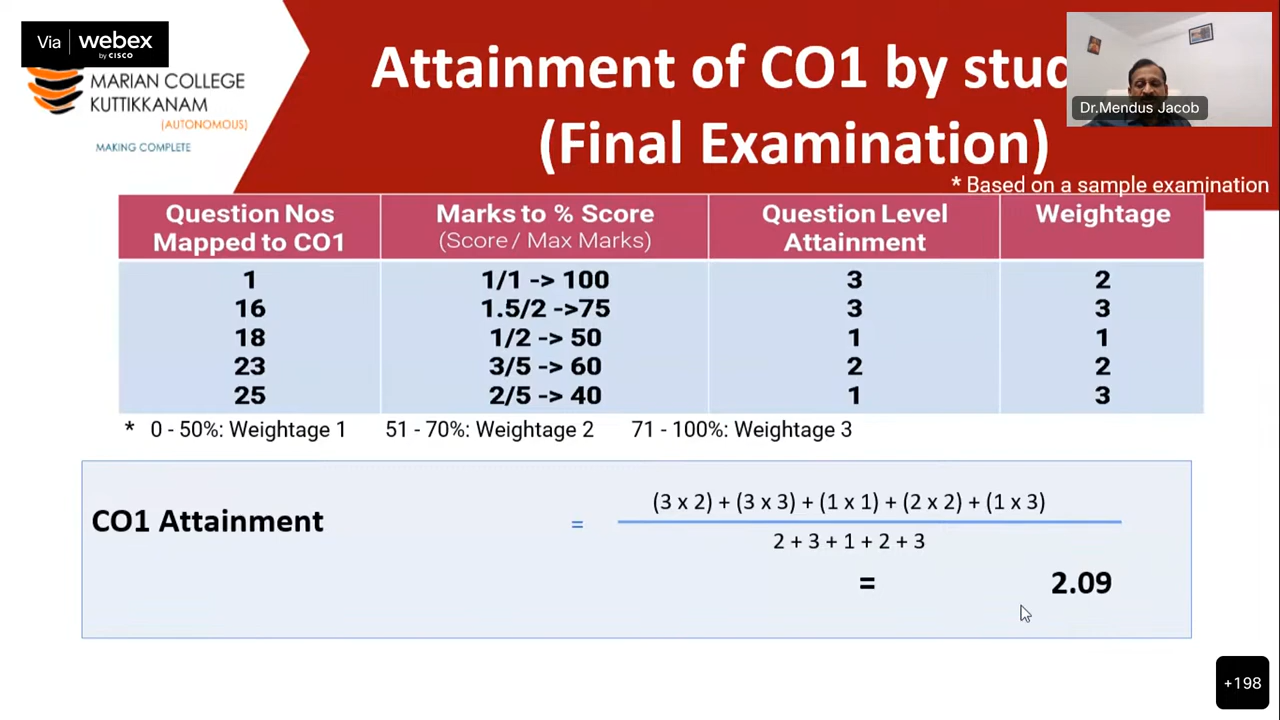 Via webex
by CISCO
MARIAN COLLEGE
KUTTIKKANAM
(AUTONOMOUS)
MAKING COMPLETE
Attainment of CO1 by stud
(Final Examination)
Dr.Mendus Jacob
* Based on a sample examination
Question Nos Mapped to CO1 | Marks to % Score (Score / Max Marks) | Question Level Attainment | Weightage
1 | 1/1 -> 100 | 3 | 2
16 | 1.5/2 ->75 | 3 | 3
18 | 1/2 -> 50 | 1 | 1
23 | 3/5 -> 60 | 2 | 2
25 | 2/5 -> 40 | 1 | 3
* 0 - 50%: Weightage 1 51 - 70%: Weightage 2 71 - 100%: Weightage 3
(3 x 2) + (3 x 3) + (1 x 1) + (2 x 2) + (1 x 3)
CO1 Attainment =
2 + 3 + 1 + 2 + 3
= 2.09
+198